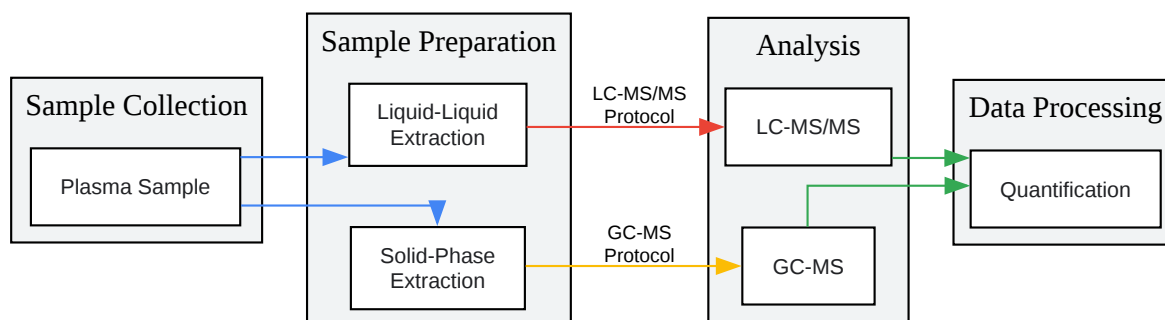 Sample Collection
Plasma Sample
Sample Preparation
Liquid-Liquid
Extraction
Solid-Phase
Extraction
LC-MS/MS
Protocol
GC-MS
Protocol
Analysis
LC-MS/MS
GC-MS
Data Processing
Quantification